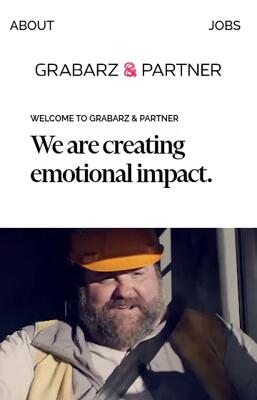 ABOUT JOBS
GRABARZ & PARTNER
WELCOME TO GRABARZ & PARTNER
We are creating
emotional impact.